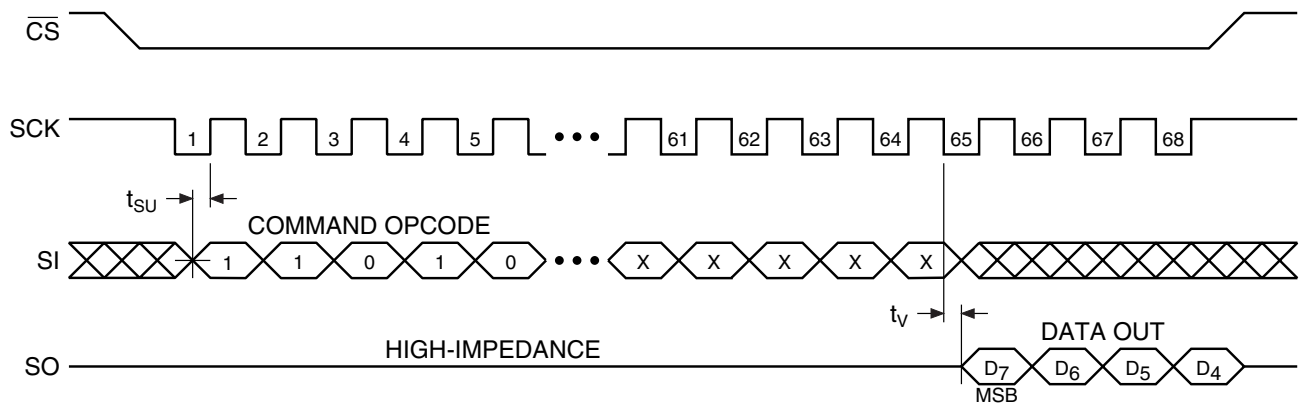 CS
SCK 1 2 3 4 5 ••• 61 62 63 64 65 66 67 68
tSU
COMMAND OPCODE
SI 1 1 0 1 0 ••• X X X X X
tV
DATA OUT
HIGH-IMPEDANCE
SO D7 D6 D5 D4
MSB